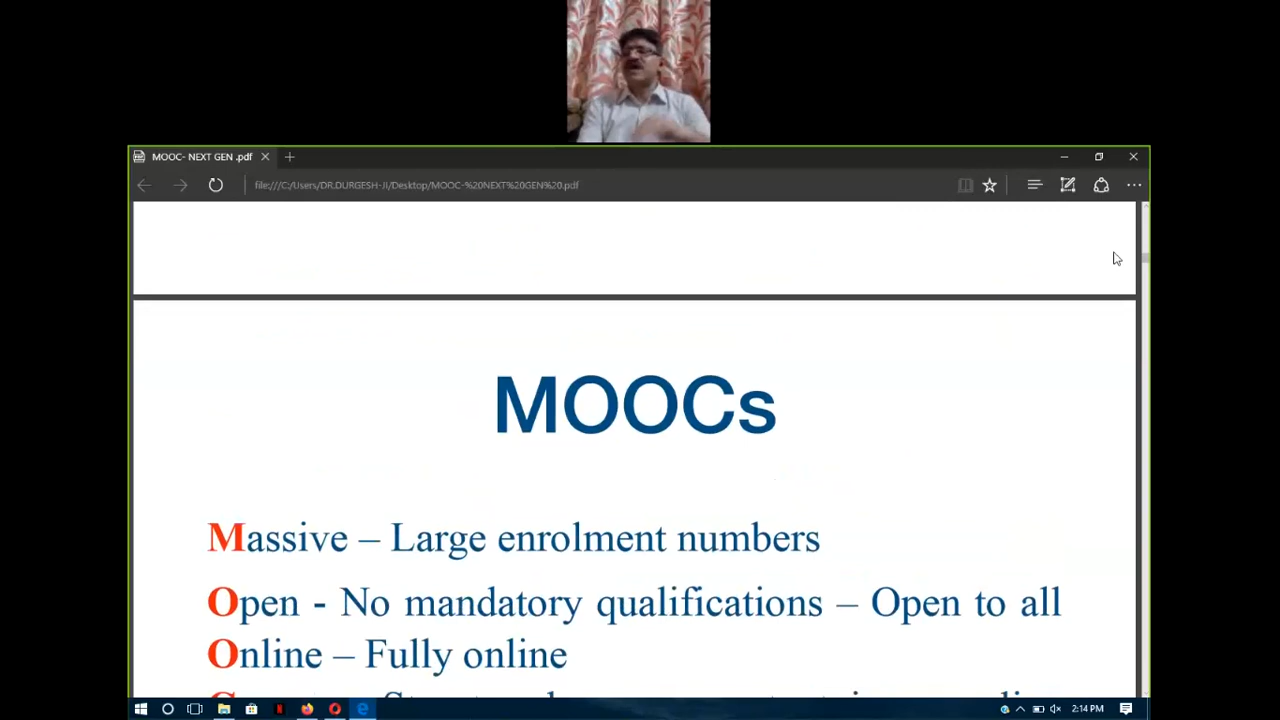 MOOC- NEXT GEN .pdf
file:///C:/Users/DR.DURGESH-JI/Desktop/MOOC-%20NEXT%20GEN%20.pdf
MOOCs
Massive – Large enrolment numbers
Open - No mandatory qualifications – Open to all
Online – Fully online
2:14 PM